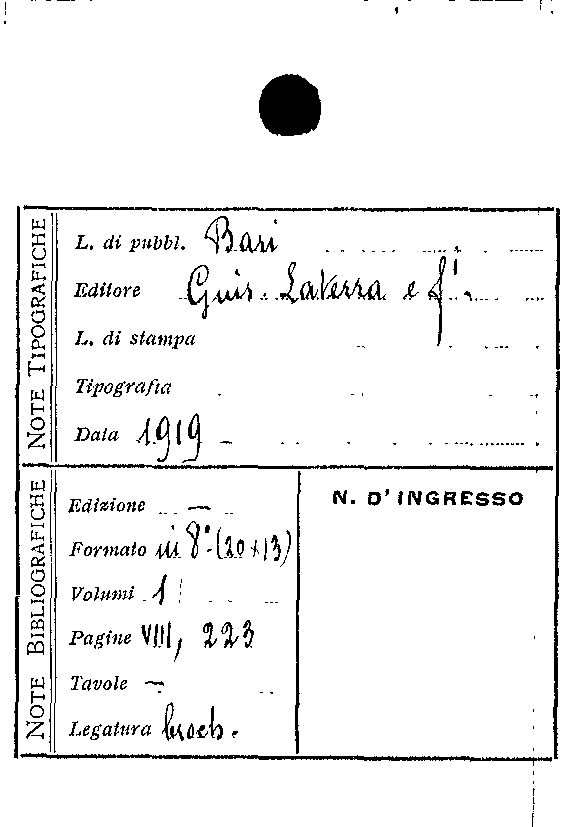 NOTE TIPOGRAFICHE
L. di pubbl. Bari
Editore Gius. Laterza e f.i
L. di stampa
Tipografia
Data 1919 -
NOTE BIBLIOGRAFICHE
Edizione —
Formato in 8° (20+13)
Volumi 1
Pagine VIII, 223
Tavole —
Legatura broch.
N. D'INGRESSO